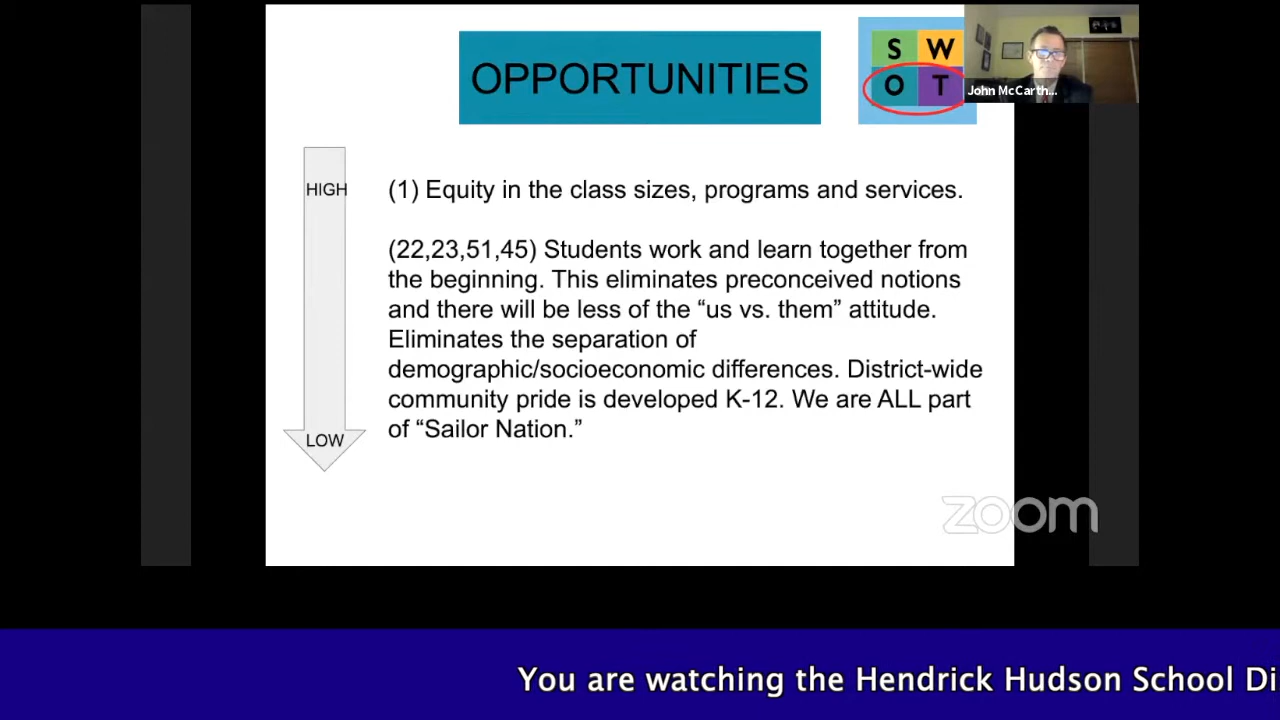 OPPORTUNITIES
S W
O T
John McCarth...
HIGH
(1) Equity in the class sizes, programs and services.
(22,23,51,45) Students work and learn together from
the beginning. This eliminates preconceived notions
and there will be less of the “us vs. them” attitude.
Eliminates the separation of
demographic/socioeconomic differences. District-wide
community pride is developed K-12. We are ALL part
of “Sailor Nation.”
LOW
zoom
You are watching the Hendrick Hudson School Di